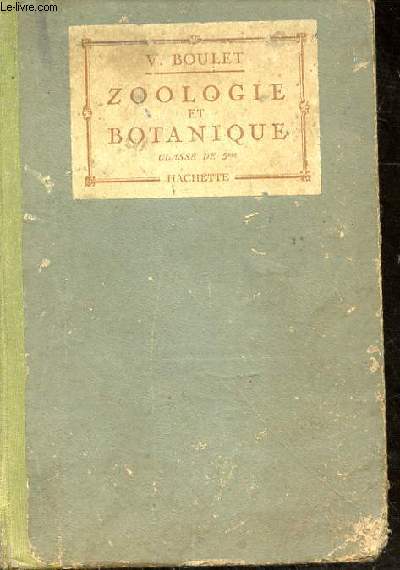 Le-livre.com
V. BOULET
ZOOLOGIE
ET
BOTANIQUE
CLASSE DE 5me
HACHETTE